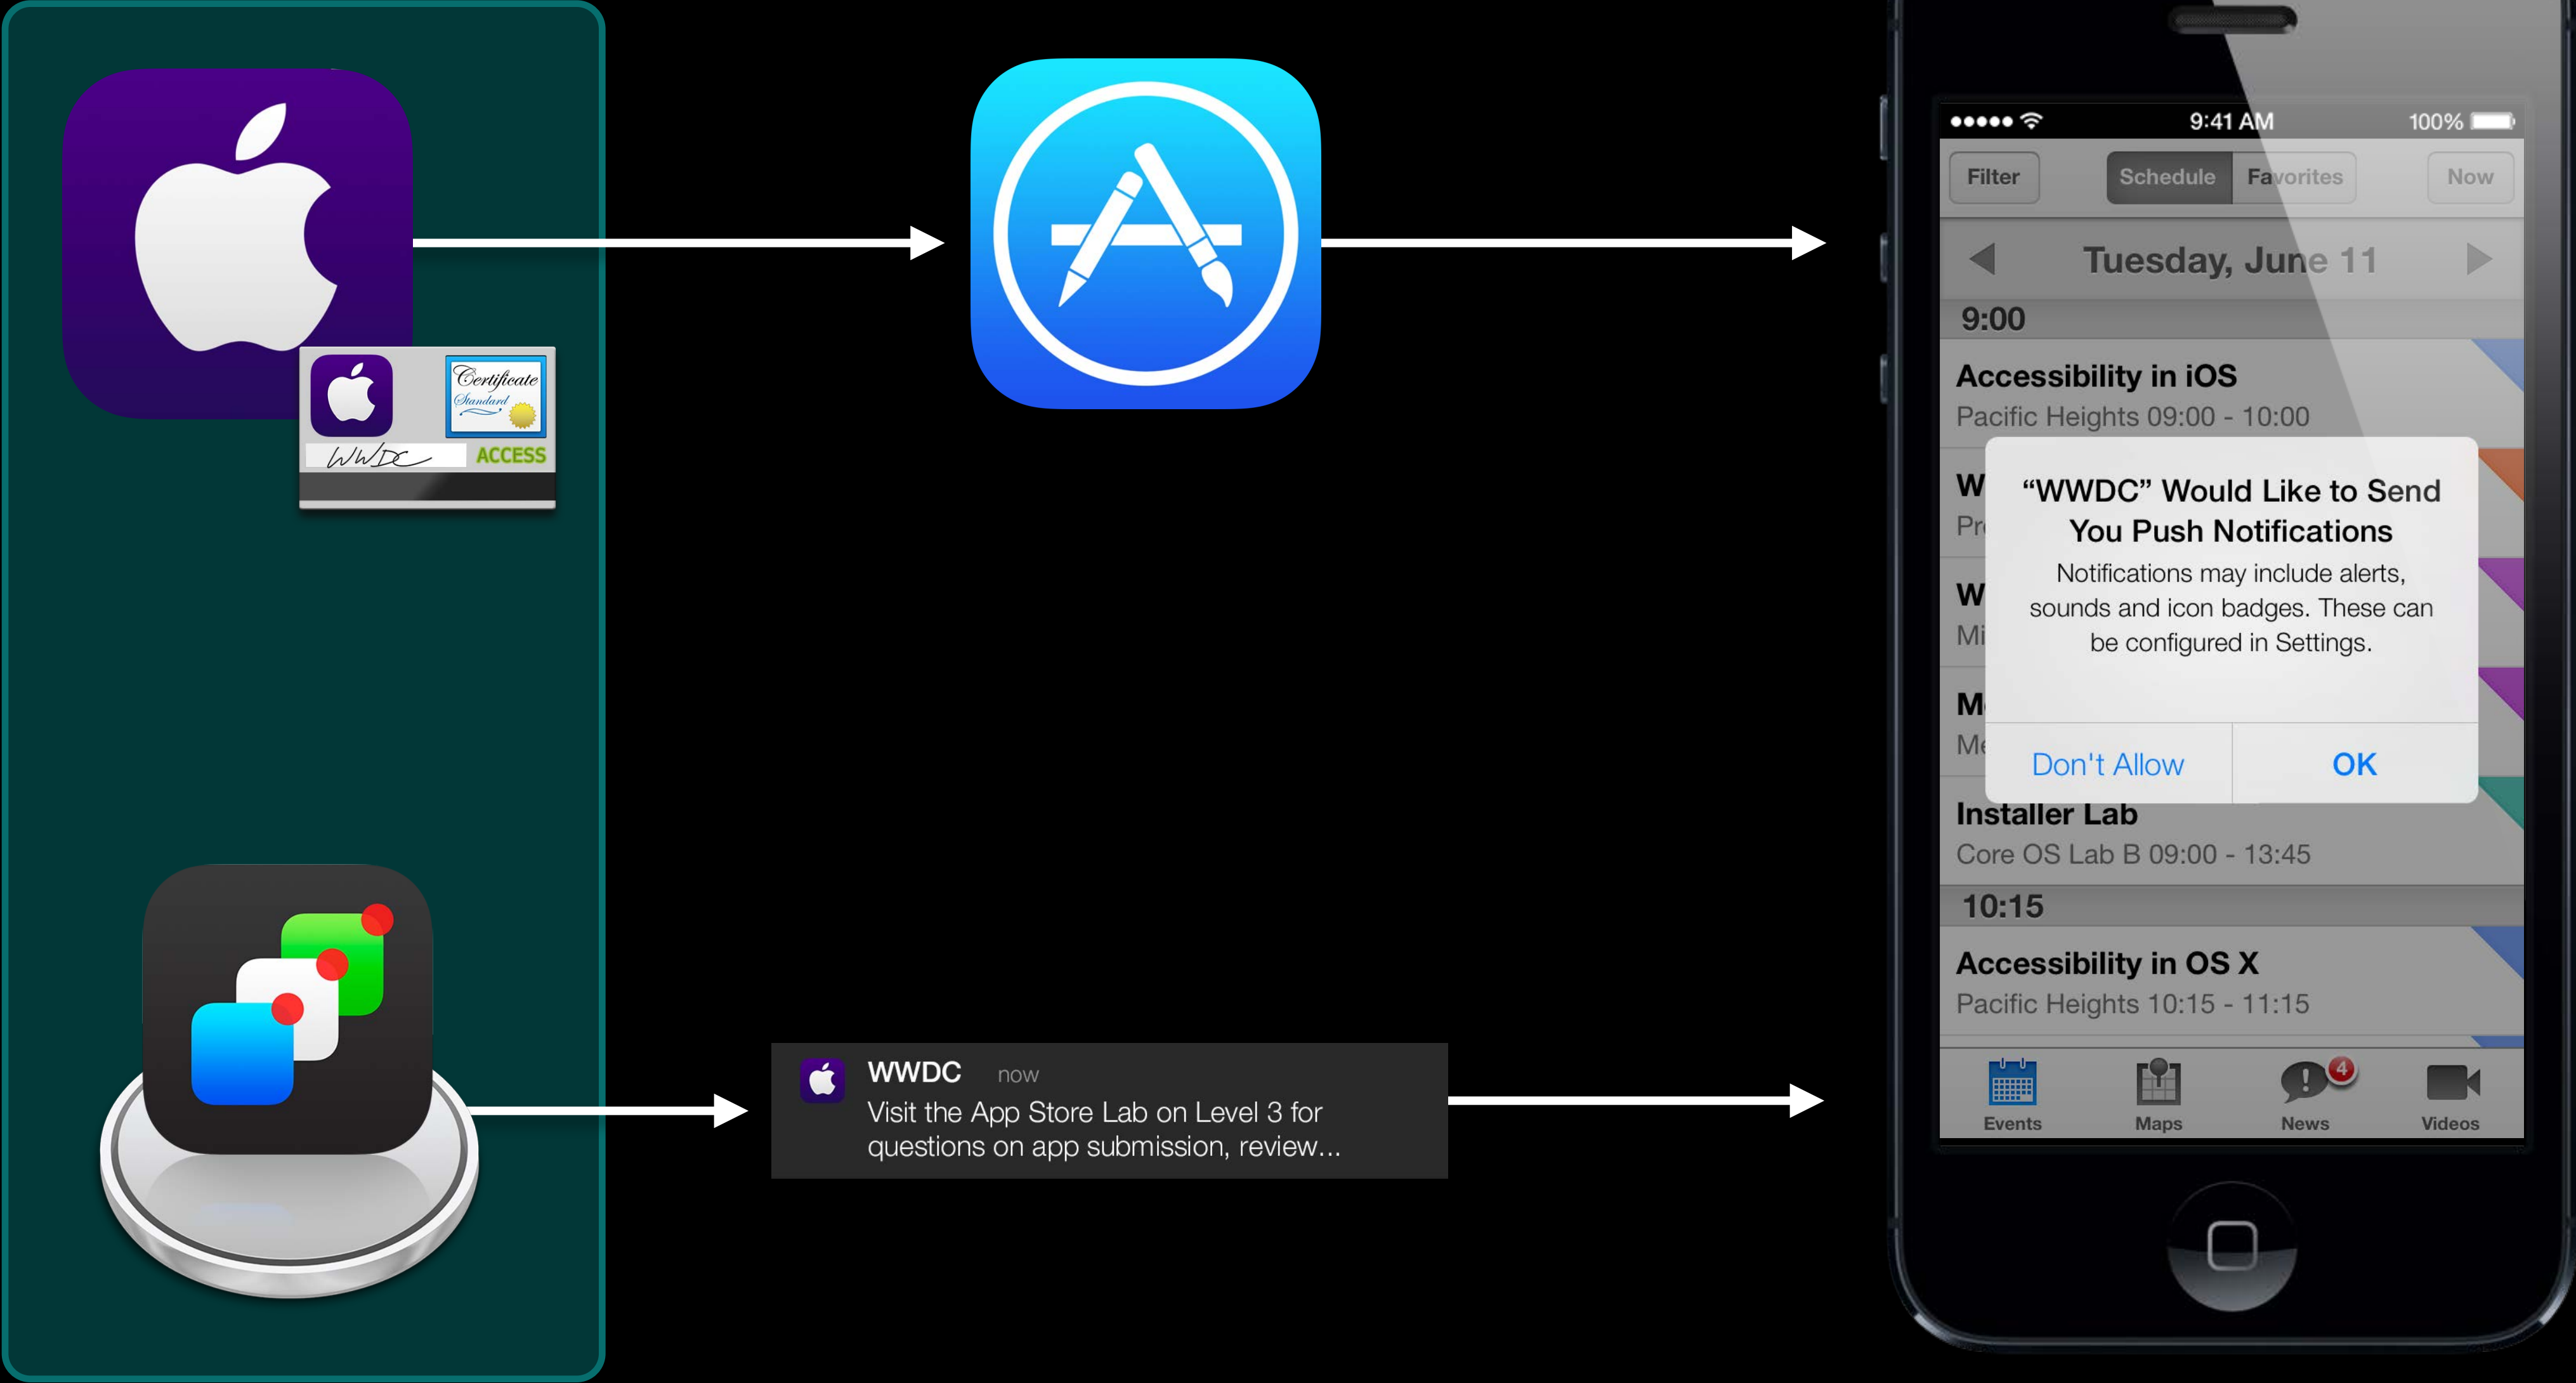 Certificate
Standard
WWDC
ACCESS
WWDC now
Visit the App Store Lab on Level 3 for
questions on app submission, review...
9:41 AM 100%
Filter Schedule Favorites Now
Tuesday, June 11
9:00
Accessibility in iOS
Pacific Heights 09:00 - 10:00
“WWDC” Would Like to Send
You Push Notifications
Notifications may include alerts,
sounds and icon badges. These can
be configured in Settings.
Don't Allow OK
Installer Lab
Core OS Lab B 09:00 - 13:45
10:15
Accessibility in OS X
Pacific Heights 10:15 - 11:15
4
Events Maps News Videos